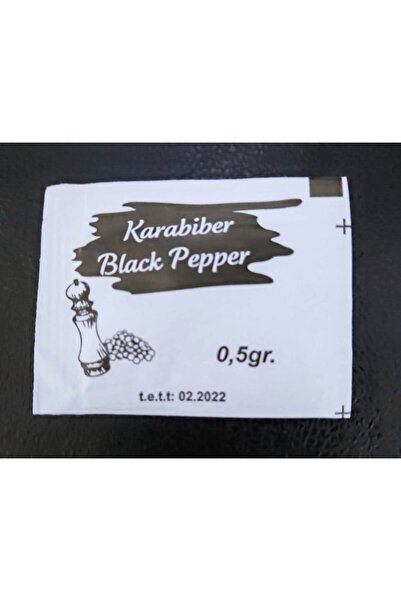 Karabiber
Black Pepper
0,5gr.
t.e.t.t: 02.2022